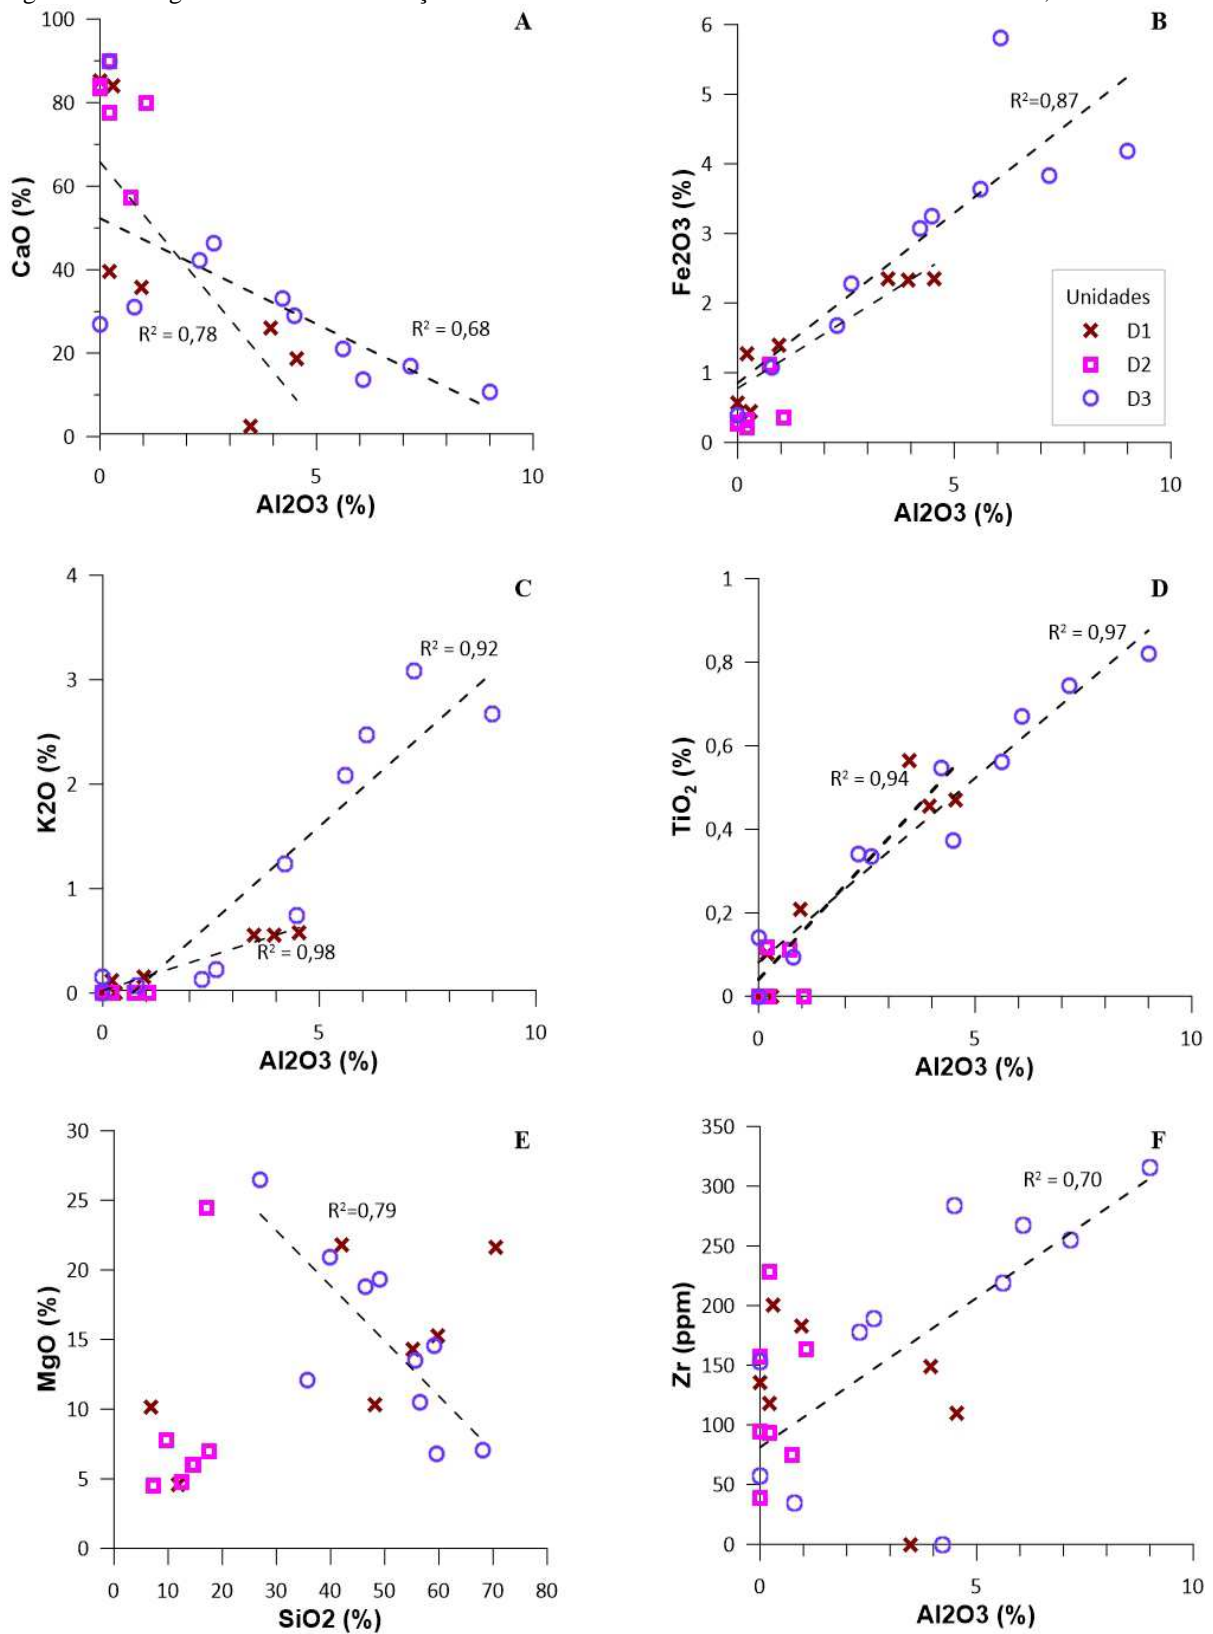 100
A
80
60
40
20
0
CaO (%)
R² = 0,78
R² = 0,68
0
5
10
Al2O3 (%)
6
B
5
4
3
2
1
0
Fe2O3 (%)
R²=0,87
Unidades
D1
D2
D3
0
5
10
Al2O3 (%)
4
C
3
2
1
0
K2O (%)
R² = 0,92
R² = 0,98
0
5
10
Al2O3 (%)
1
D
0,8
0,6
0,4
0,2
0
TiO₂ (%)
R² = 0,97
R² = 0,94
0
5
10
Al2O3 (%)
30
E
25
20
15
10
5
0
MgO (%)
R²=0,79
0 10 20 30 40 50 60 70 80
SiO2 (%)
350
F
300
250
200
150
100
50
0
Zr (ppm)
R² = 0,70
0
5
10
Al2O3 (%)